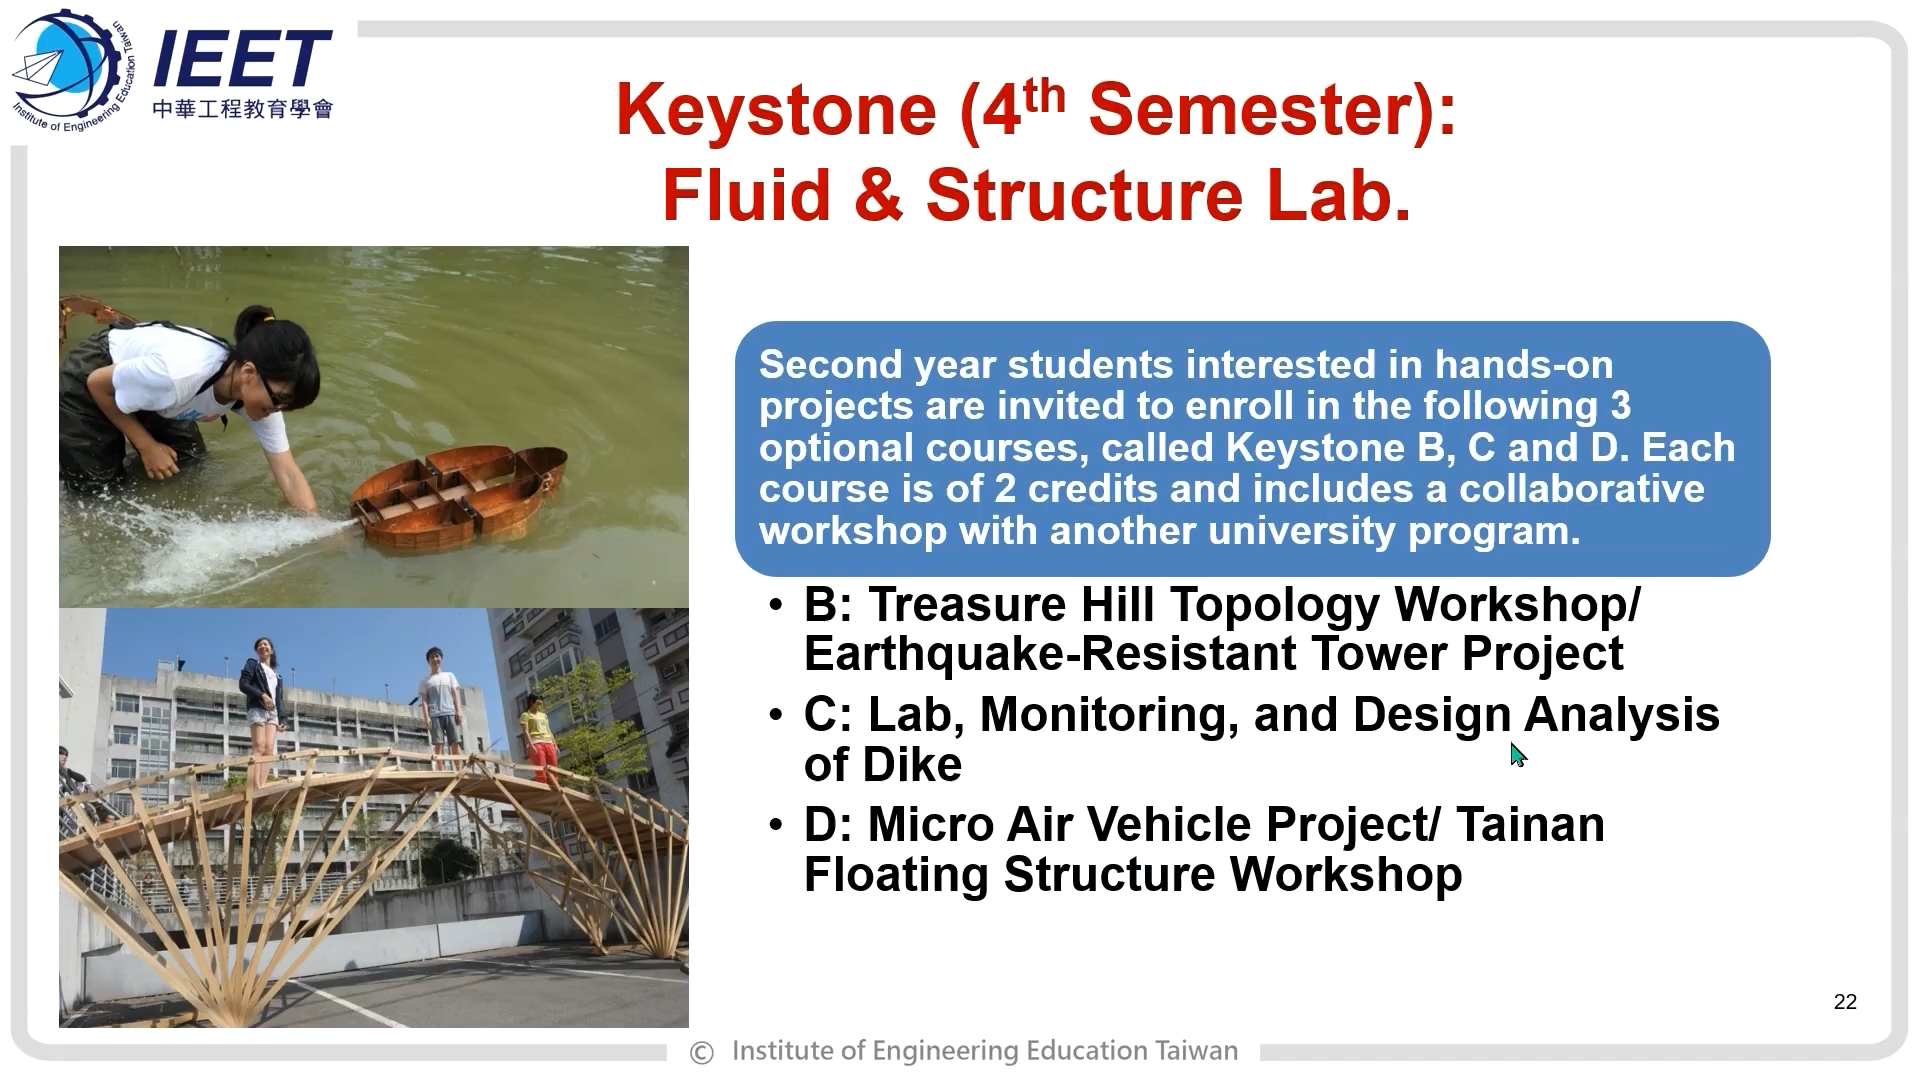 Institute of Engineering Education Taiwan
IEET
中華工程教育學會
Keystone (4th Semester):
Fluid & Structure Lab.
Second year students interested in hands-on
projects are invited to enroll in the following 3
optional courses, called Keystone B, C and D. Each
course is of 2 credits and includes a collaborative
workshop with another university program.
• B: Treasure Hill Topology Workshop/
Earthquake-Resistant Tower Project
• C: Lab, Monitoring, and Design Analysis
of Dike
• D: Micro Air Vehicle Project/ Tainan
Floating Structure Workshop
22
© Institute of Engineering Education Taiwan